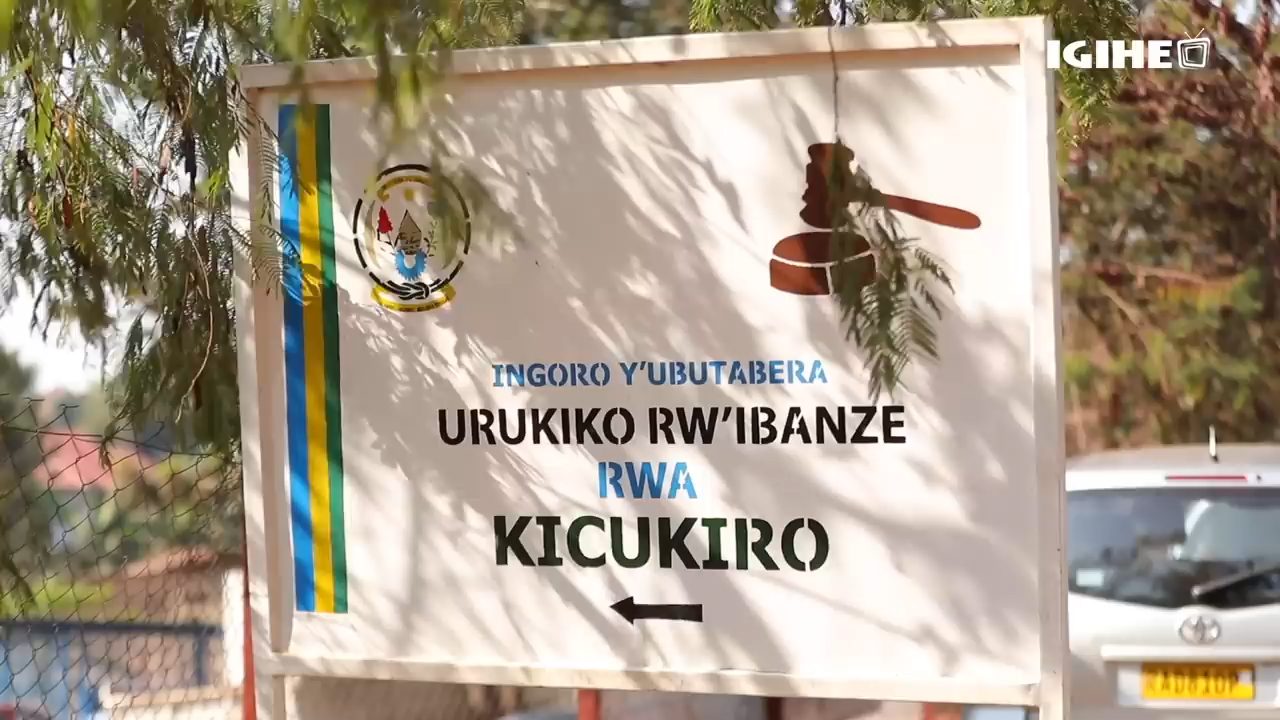 IGIHE
INGORO Y'UBUTABERA
URUKIKO RW'IBANZE
RWA
KICUKIRO